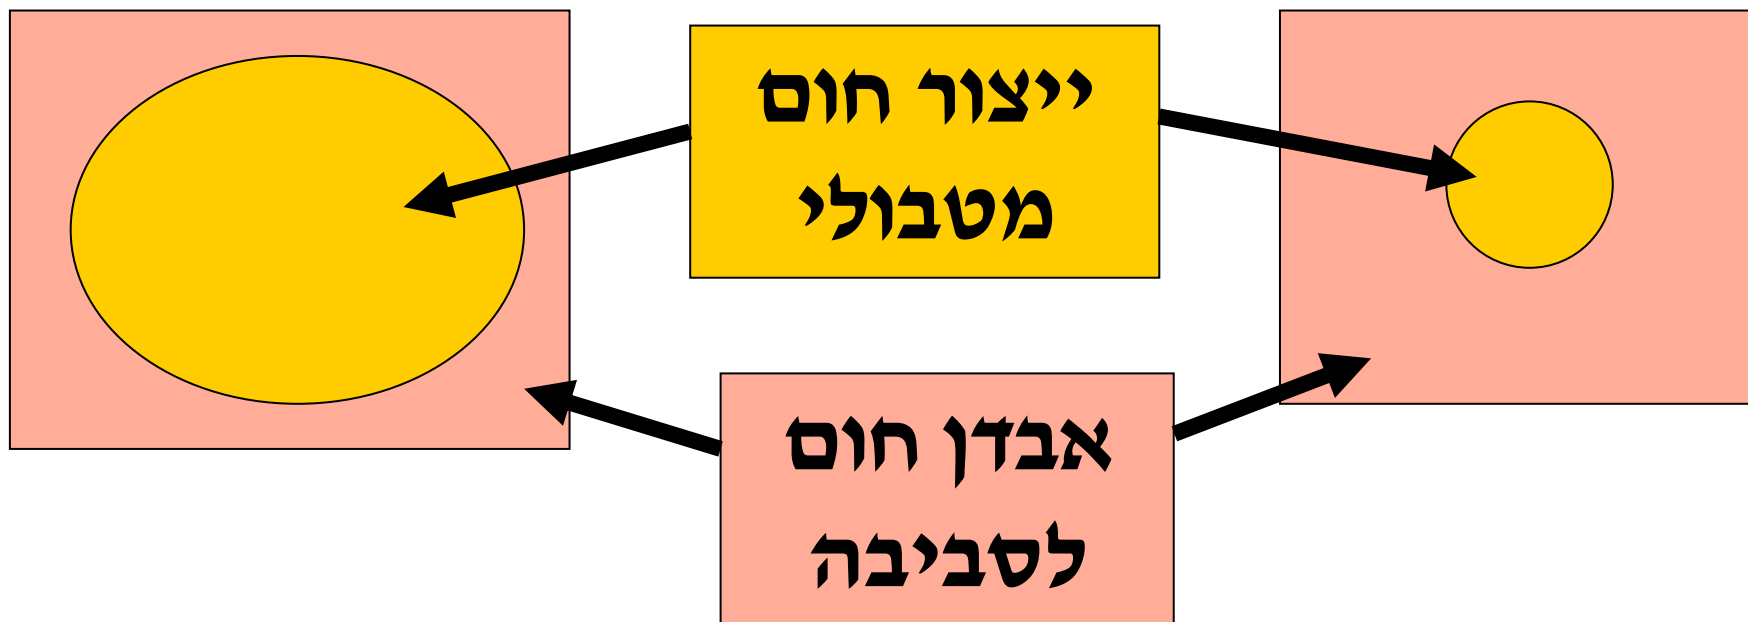 ייצור חום
מטבולי
אבדן חום
לסביבה